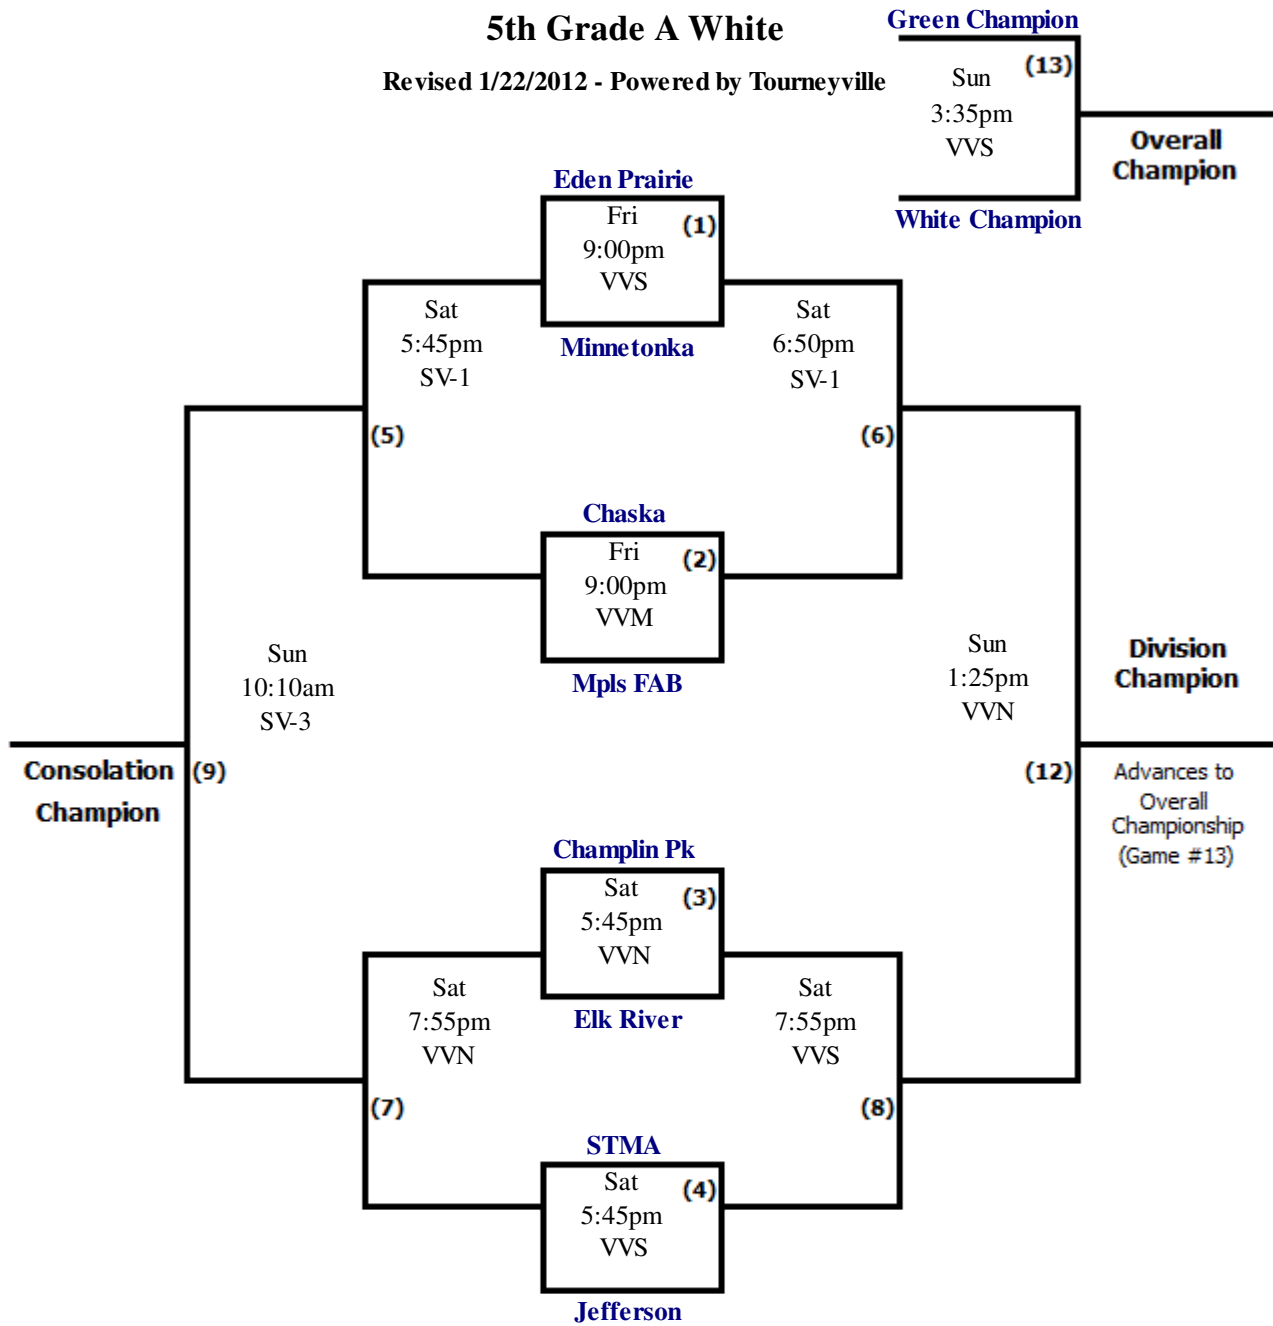 5th Grade A White
Revised 1/22/2012 - Powered by Tourneyville
Green Champion
(13)
Sun
3:35pm
VVS
Overall
Champion
White Champion
Eden Prairie
Fri
(1)
9:00pm
VVS
Minnetonka
Sat
5:45pm
SV-1
Sat
6:50pm
SV-1
(5)
(6)
Chaska
Fri
(2)
9:00pm
VVM
Mpls FAB
Sun
10:10am
SV-3
Sun
1:25pm
VVN
Division
Champion
Consolation
Champion
(9)
(12)
Advances to
Overall
Championship
(Game #13)
Champlin Pk
Sat
(3)
5:45pm
VVN
Elk River
Sat
7:55pm
VVN
Sat
7:55pm
VVS
(7)
(8)
STMA
Sat
(4)
5:45pm
VVS
Jefferson